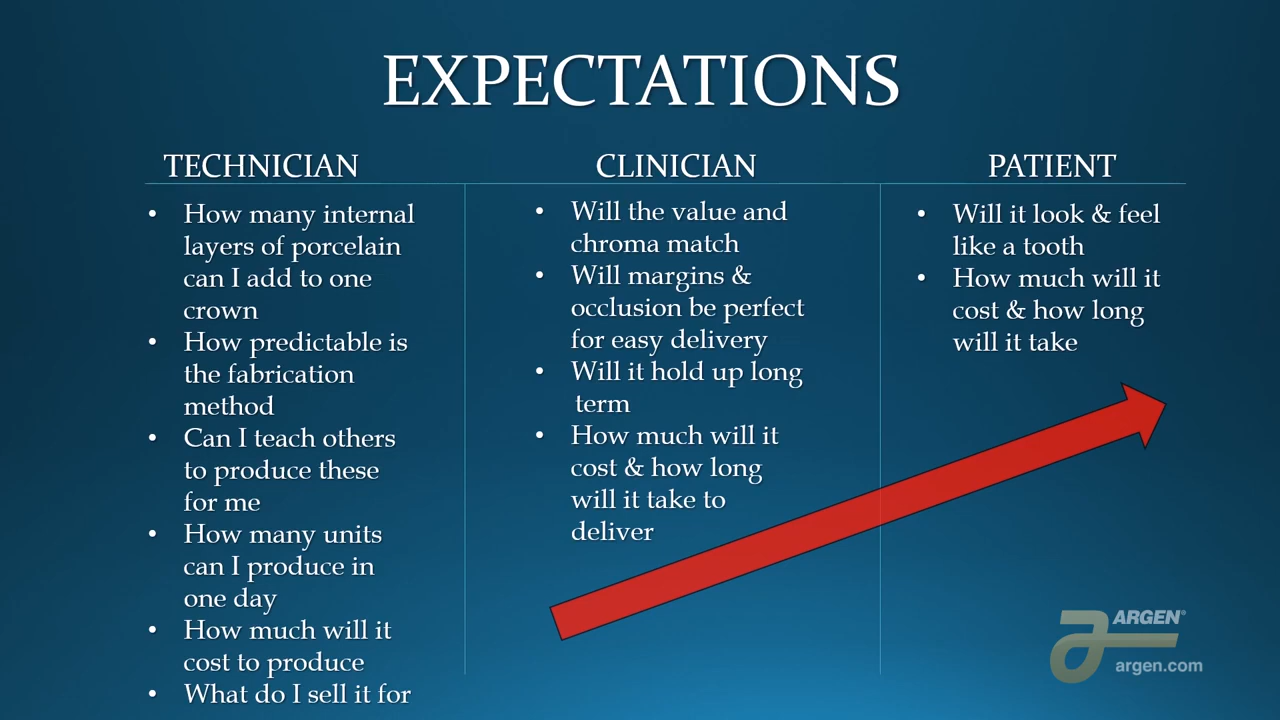 EXPECTATIONS
TECHNICIAN
• How many internal
layers of porcelain
can I add to one
crown
• How predictable is
the fabrication
method
• Can I teach others
to produce these
for me
• How many units
can I produce in
one day
• How much will it
cost to produce
• What do I sell it for
CLINICIAN
• Will the value and
chroma match
• Will margins &
occlusion be perfect
for easy delivery
• Will it hold up long
term
• How much will it
cost & how long
will it take to
deliver
PATIENT
• Will it look & feel
like a tooth
• How much will it
cost & how long
will it take
ARGEN®
argen.com